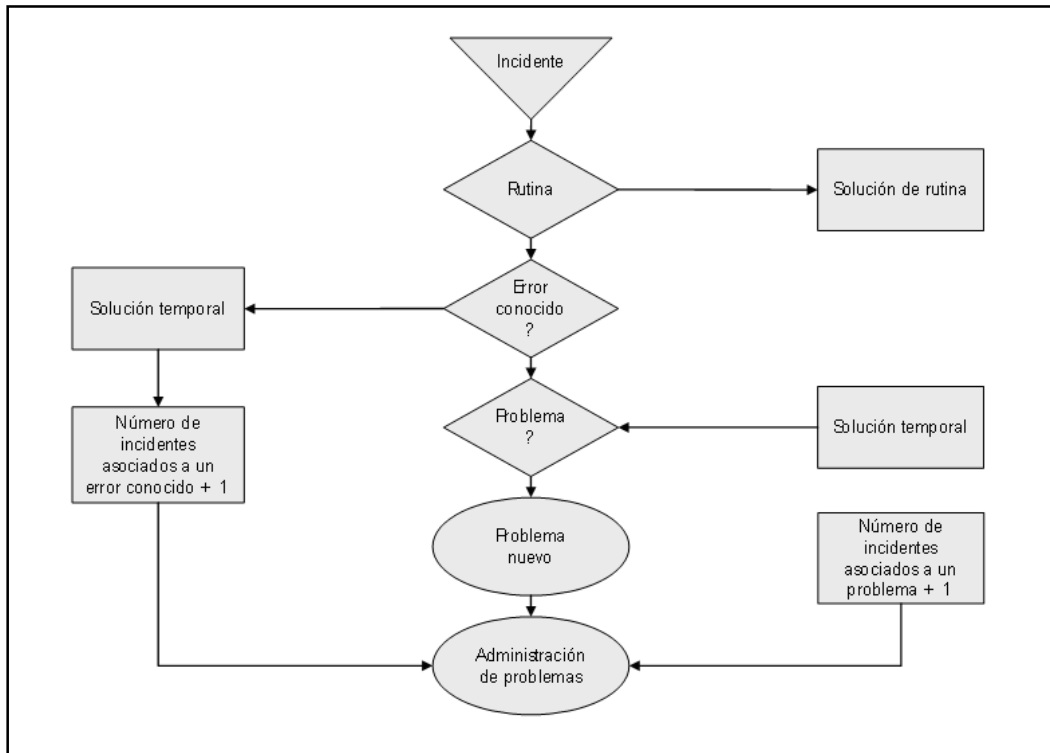 Incidente
Rutina
Solución de rutina
Error
conocido
?
Solución temporal
Problema
?
Solución temporal
Número de
incidentes
asociados a un
error conocido + 1
Problema
nuevo
Número de
incidentes
asociados a un
problema + 1
Administración
de problemas